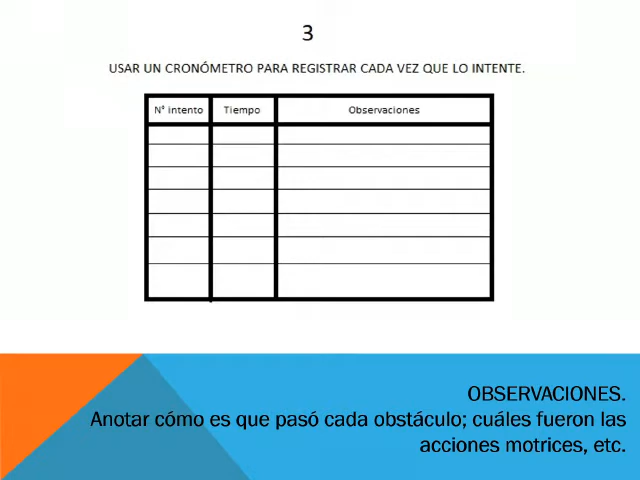 3
USAR UN CRONÓMETRO PARA REGISTRAR CADA VEZ QUE LO INTENTE.
N° intento Tiempo Observaciones
OBSERVACIONES.
Anotar cómo es que pasó cada obstáculo; cuáles fueron las
acciones motrices, etc.